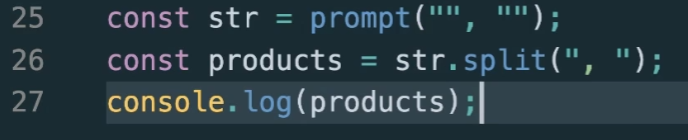 25 const str = prompt("", "");
26 const products = str.split(", ");
27 console.log(products);